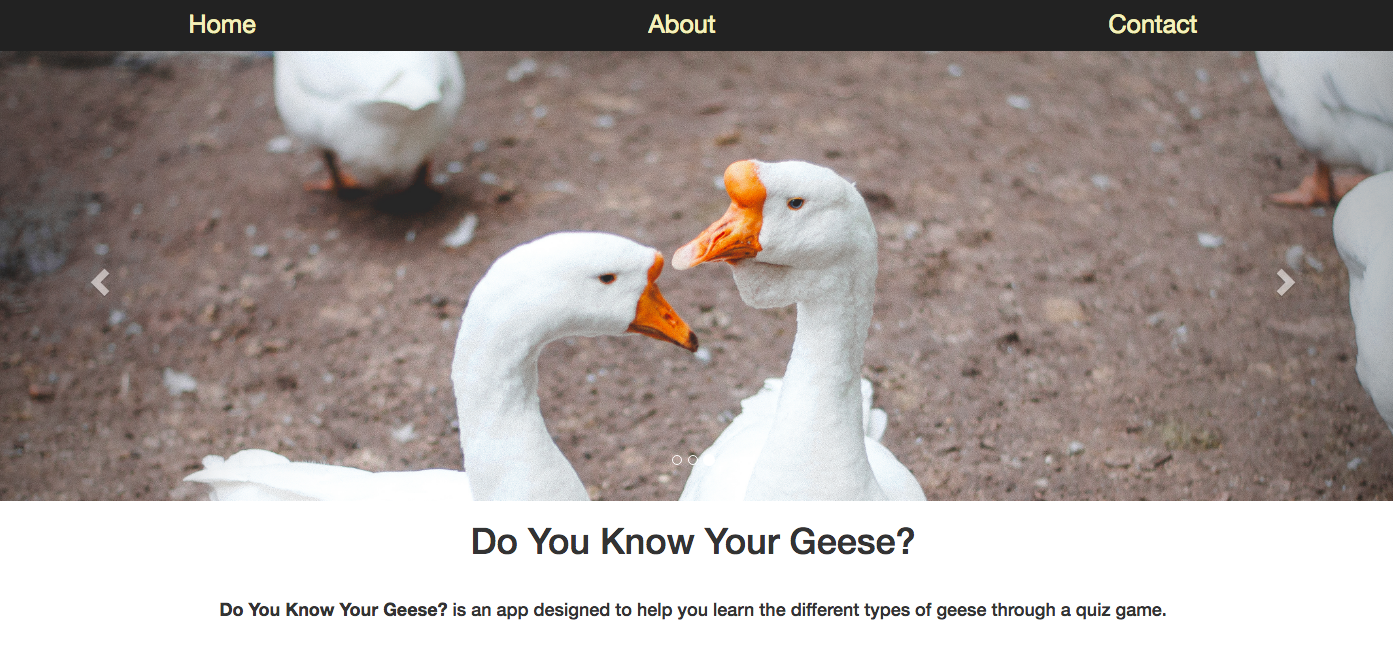 Home About Contact
Do You Know Your Geese?
Do You Know Your Geese? is an app designed to help you learn the different types of geese through a quiz game.